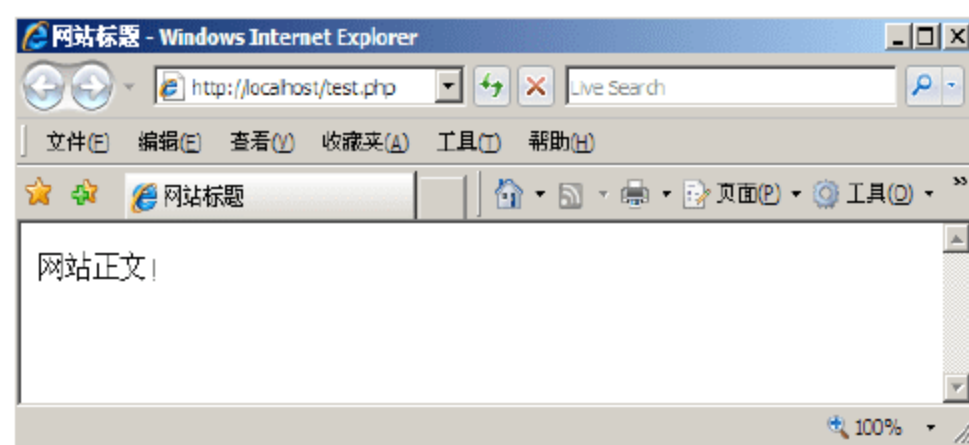 网站标题 - Windows Internet Explorer
http://localhost/test.php Live Search
文件(E) 编辑(E) 查看(V) 收藏夹(A) 工具(T) 帮助(H)
网站标题 页面(P) 工具(O) »
网站正文!
100%